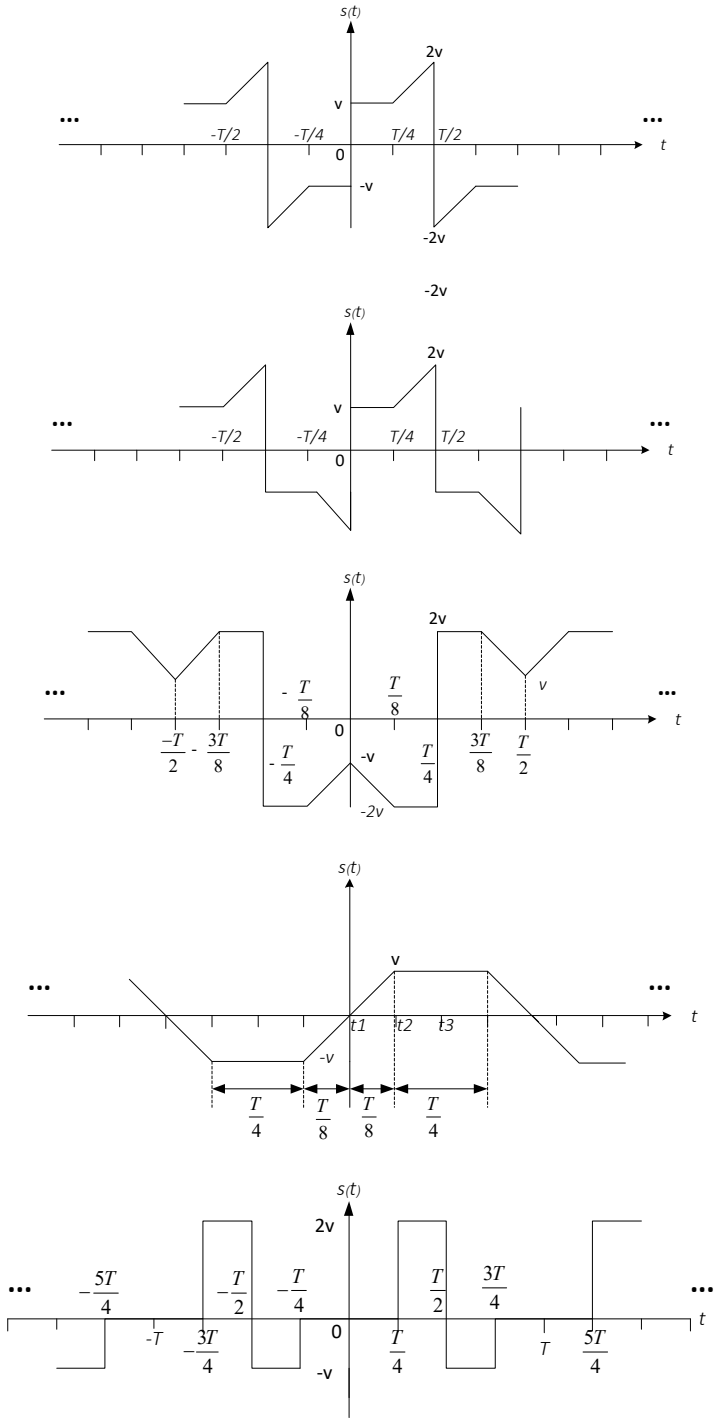 s(t)
2v
v
...
...
-T/2
-T/4
T/4
T/2
t
0
-v
-2v
-2v
s(t)
2v
v
...
...
-T/2
-T/4
T/4
T/2
t
0
s(t)
2v
- T/8
T/8
v
...
...
t
0
-T/2
- 3T/8
- T/4
-v
T/4
3T/8
T/2
-2v
s(t)
v
...
...
t1
t2
t3
t
-v
T/4
T/8
T/8
T/4
s(t)
2v
...
...
-5T/4
-T/2
-T/4
T/2
3T/4
t
0
-T
-3T/4
T/4
T
5T/4
-v